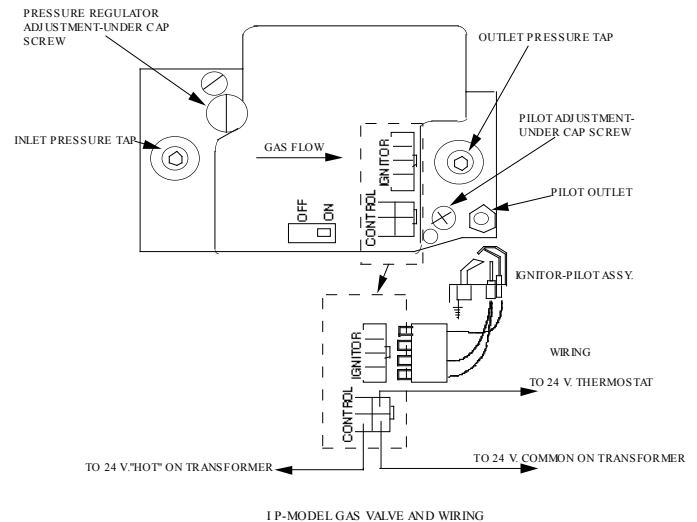 PRESSURE REGULATOR
ADJUSTMENT-UNDER CAP
SCREW
OUTLET PRESSURE TAP
PILOT ADJUSTMENT-
UNDER CAP SCREW
INLET PRESSURE TAP
GAS FLOW
IGNITOR
PILOT OUTLET
OFF
ON
CONTROL
IGNITOR-PILOT ASSY.
IGNITOR
WIRING
TO 24 V. THERMOSTAT
CONTROL
TO 24 V."HOT" ON TRANSFORMER
TO 24 V. COMMON ON TRANSFORMER
I P-MODEL GAS VALVE AND WIRING